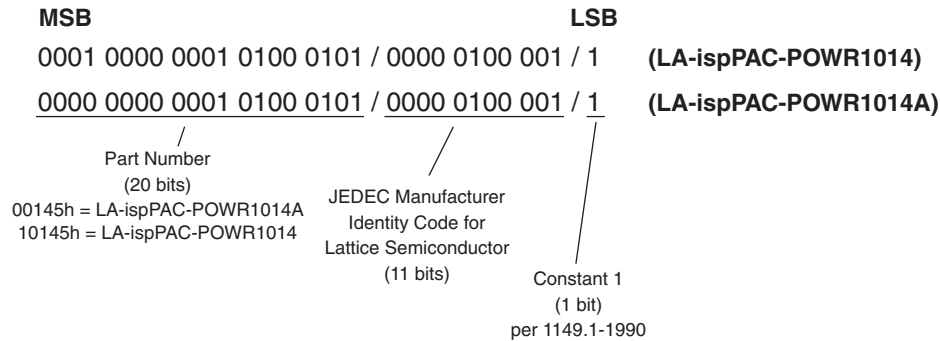 MSB LSB
0001 0000 0001 0100 0101 / 0000 0100 001 / 1 (LA-ispPAC-POWR1014)
0000 0000 0001 0100 0101 / 0000 0100 001 / 1 (LA-ispPAC-POWR1014A)
Part Number
(20 bits)
00145h = LA-ispPAC-POWR1014A
10145h = LA-ispPAC-POWR1014
JEDEC Manufacturer
Identity Code for
Lattice Semiconductor
(11 bits)
Constant 1
(1 bit)
per 1149.1-1990